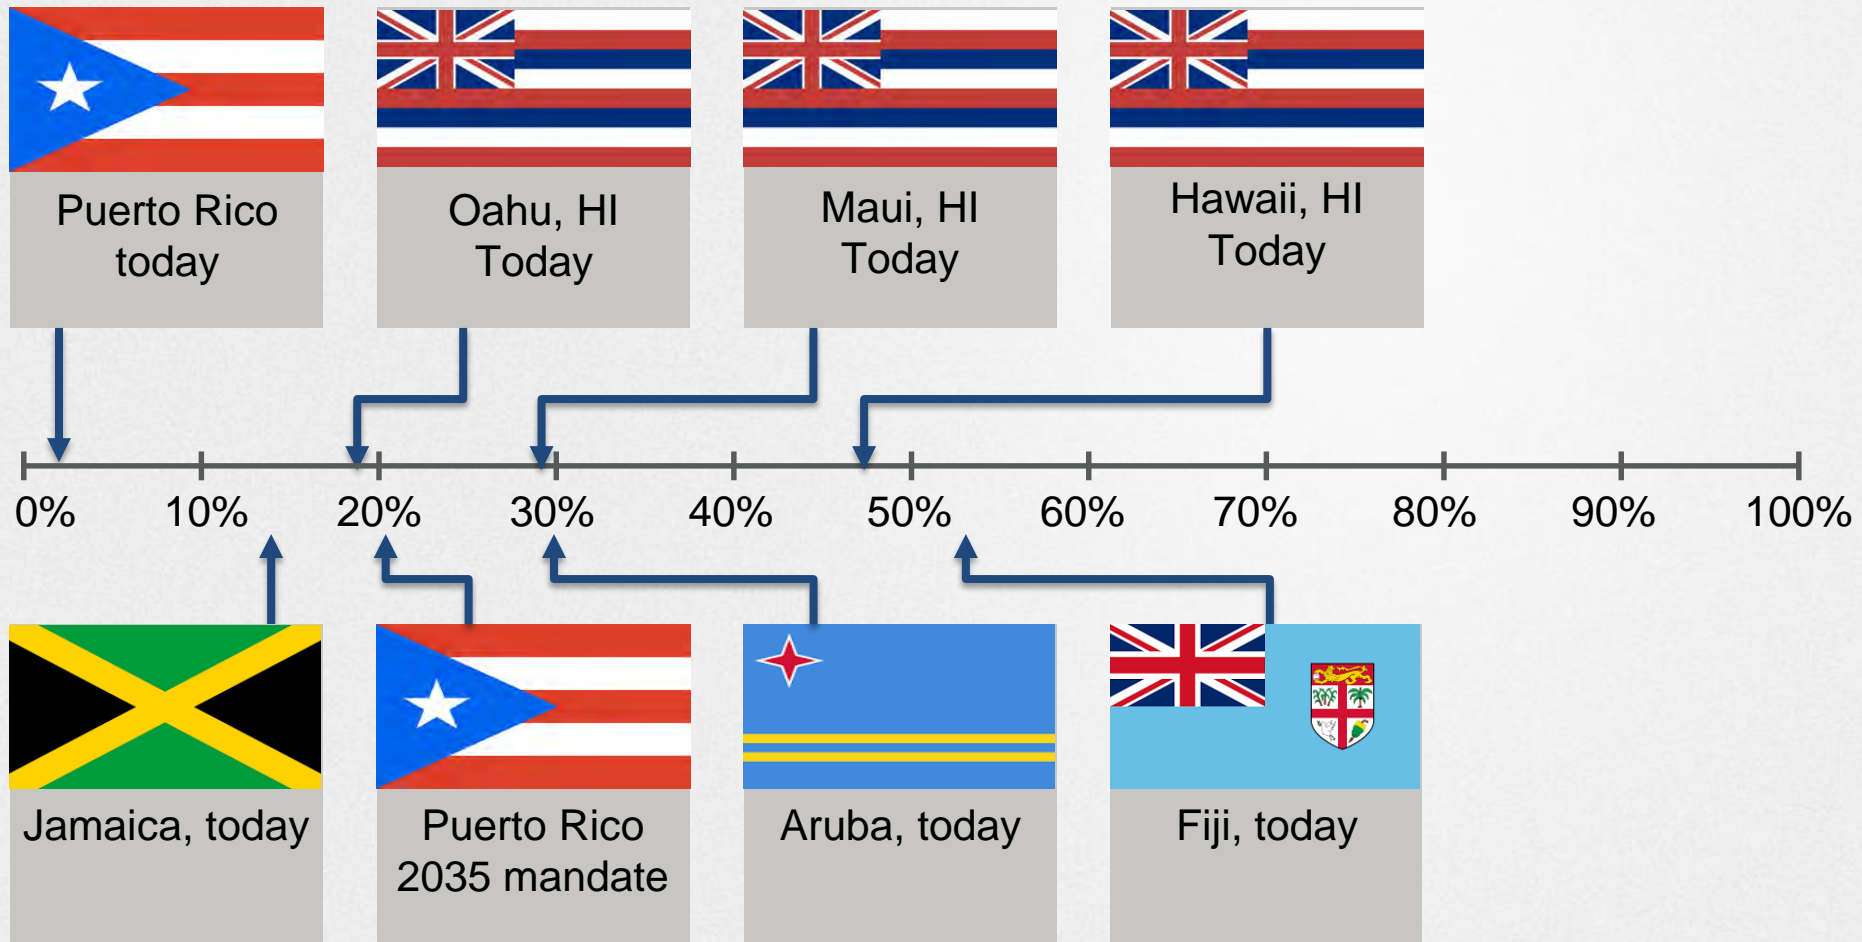 Puerto Rico
today
Oahu, HI
Today
Maui, HI
Today
Hawaii, HI
Today
0% 10% 20% 30% 40% 50% 60% 70% 80% 90% 100%
Jamaica, today
Puerto Rico
2035 mandate
Aruba, today
Fiji, today